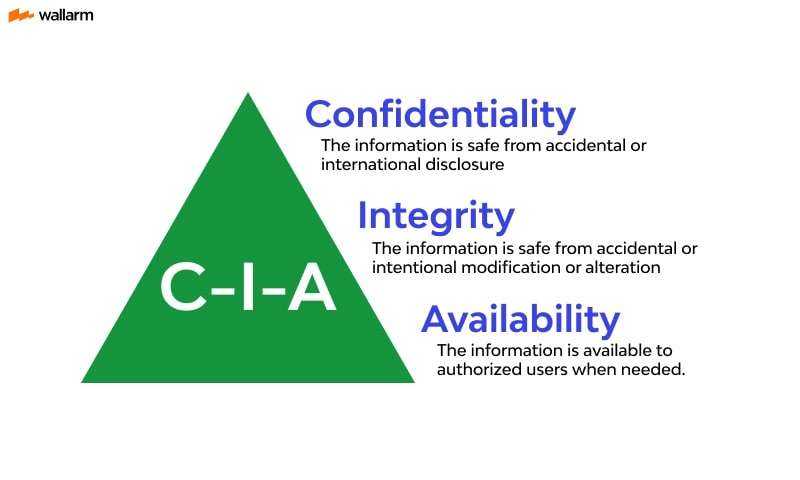 wallarm
Confidentiality
The information is safe from accidental or
international disclosure
Integrity
The information is safe from accidental or
intentional modification or alteration
C-I-A
Availability
The information is available to
authorized users when needed.